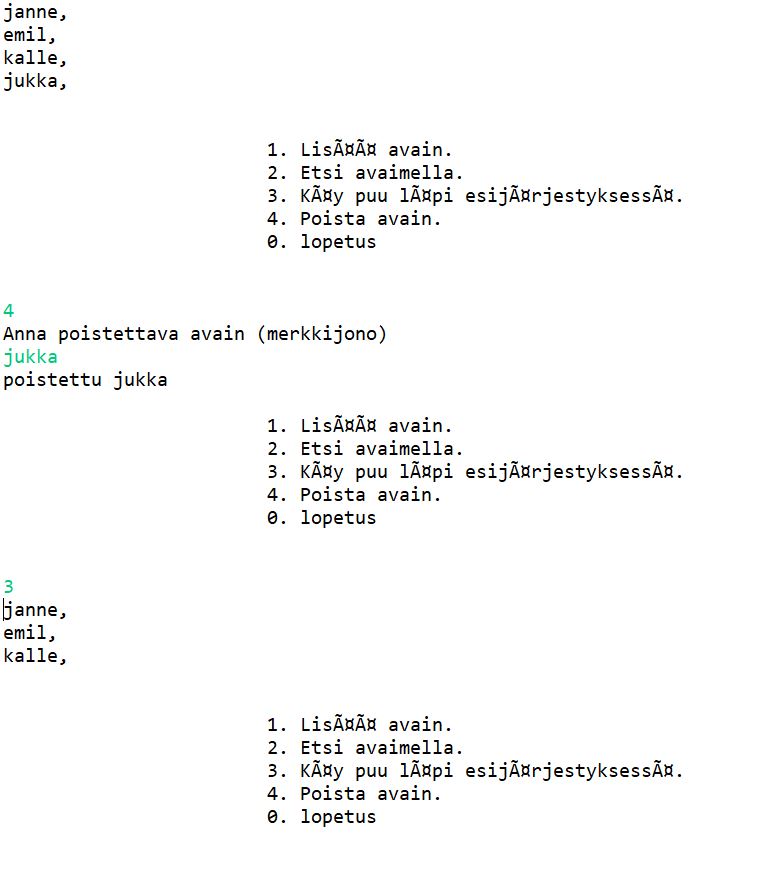 janne,
emil,
kalle,
jukka,
1. LisÃ¤Ã¤ avain.
2. Etsi avaimella.
3. KÃ¤y puu lÃ¤pi esijÃ¤rjestyksessÃ¤.
4. Poista avain.
0. lopetus
4
Anna poistettava avain (merkkijono)
jukka
poistettu jukka
1. LisÃ¤Ã¤ avain.
2. Etsi avaimella.
3. KÃ¤y puu lÃ¤pi esijÃ¤rjestyksessÃ¤.
4. Poista avain.
0. lopetus
3
janne,
emil,
kalle,
1. LisÃ¤Ã¤ avain.
2. Etsi avaimella.
3. KÃ¤y puu lÃ¤pi esijÃ¤rjestyksessÃ¤.
4. Poista avain.
0. lopetus